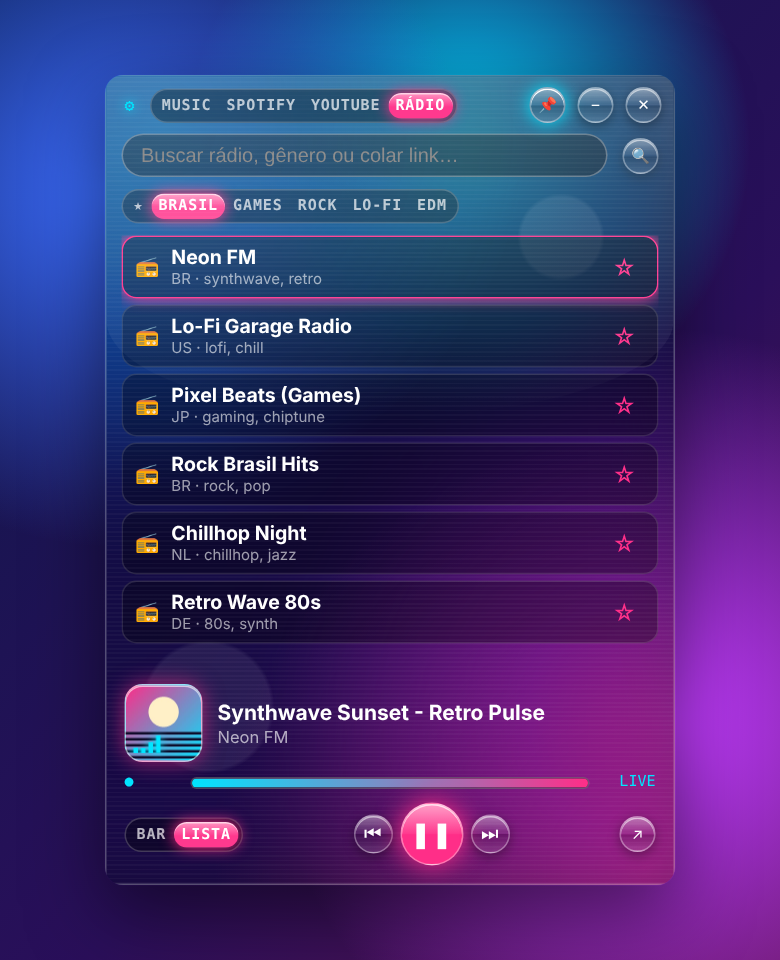 MUSIC SPOTIFY YOUTUBE RÁDIO
Buscar rádio, gênero ou colar link…
BRASIL GAMES ROCK LO-FI EDM
Neon FM
BR · synthwave, retro
Lo-Fi Garage Radio
US · lofi, chill
Pixel Beats (Games)
JP · gaming, chiptune
Rock Brasil Hits
BR · rock, pop
Chillhop Night
NL · chillhop, jazz
Retro Wave 80s
DE · 80s, synth
Synthwave Sunset - Retro Pulse
Neon FM
LIVE
BAR LISTA